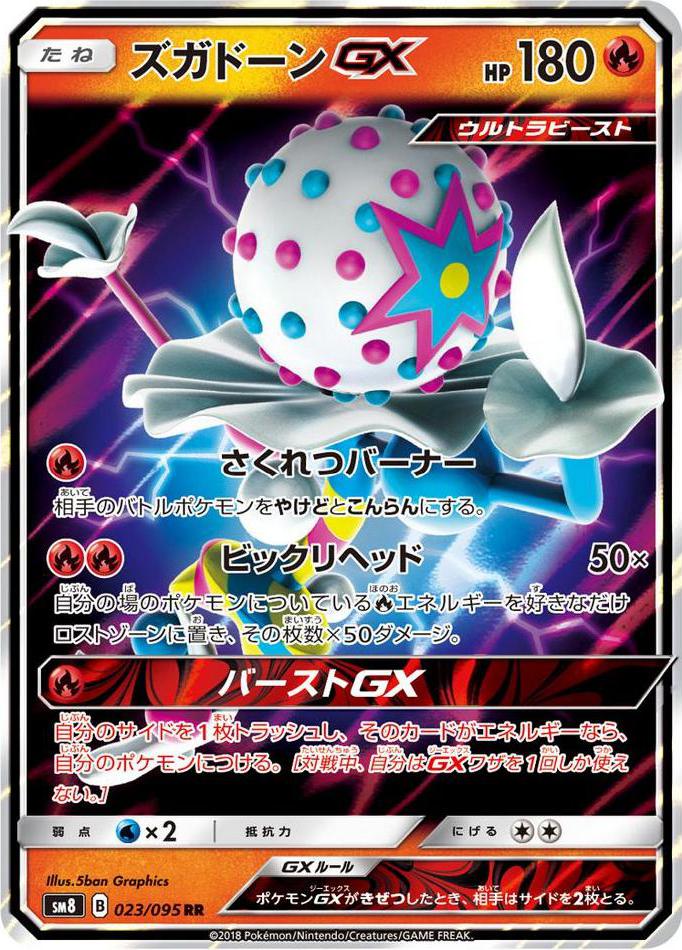 たね ズガドーンGX HP 180
ウルトラビースト
さくれつバーナー
相手のバトルポケモンをやけどとこんらんにする。
ビックリヘッド 50×
自分の場のポケモンについている エネルギーを好きなだけ
ロストゾーンに置き、その枚数×50ダメージ。
バーストGX
自分のサイドを1枚トラッシュし、そのカードがエネルギーなら、
自分のポケモンにつける。[対戦中、自分はGXワザを1回しか使え
ない。]
弱点 ×2 抵抗力 にげる
GXルール
ポケモンGXがきぜつしたとき、相手はサイドを2枚とる。
Illus.5ban Graphics
SM8 B 023/095 RR
©2018 Pokémon/Nintendo/Creatures/GAME FREAK.